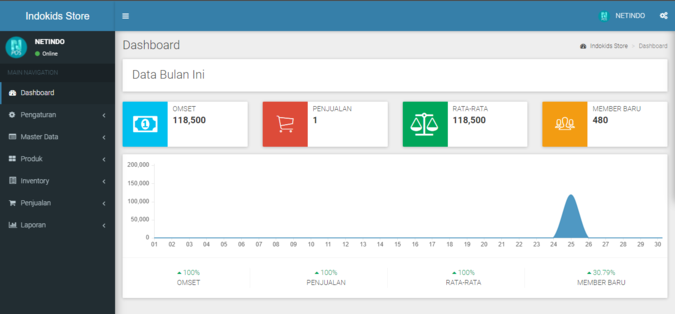 Indokids Store
NETINDO
NETINDO
Online
MAIN NAVIGATION
Dashboard
Pengaturan
Master Data
Produk
Inventory
Penjualan
Laporan
Dashboard
Indokids Store > Dashboard
Data Bulan Ini
OMSET
118,500
PENJUALAN
1
RATA-RATA
118,500
MEMBER BARU
480
200,000
150,000
100,000
50,000
0
01 02 03 04 05 06 07 08 09 10 11 12 13 14 15 16 17 18 19 20 21 22 23 24 25 26 27 28 29 30
100%
OMSET
100%
PENJUALAN
100%
RATA-RATA
30.79%
MEMBER BARU